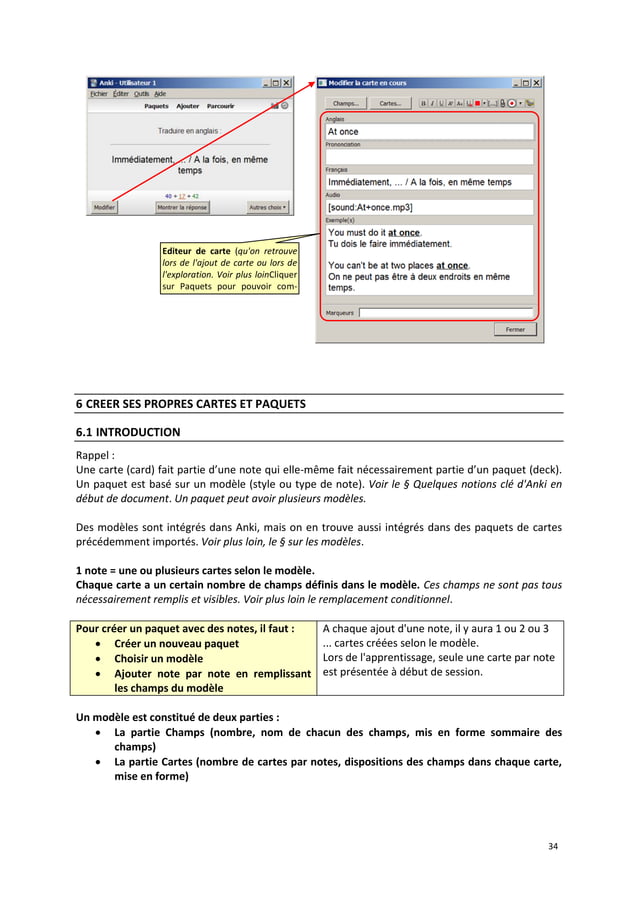 Anki - Utilisateur 1
Fichier Éditer Outils Aide
Paquets Ajouter Parcourir
Traduire en anglais :
Immédiatement, ... / A la fois, en même
temps
40 + 17 + 42
Modifier
Montrer la réponse
Autres choix
Modifier la carte en cours
Champs...
Cartes...
Anglais
At once
Prononciation
Français
Immédiatement, ... / A la fois, en même temps
Audio
[sound:At+once.mp3]
Exemple(s)
You must do it at once.
Tu dois le faire immédiatement.
You can't be at two places at once.
On ne peut pas être à deux endroits en même
temps.
Marqueurs
Fermer
Editeur de carte (qu'on retrouve
lors de l'ajout de carte ou lors de
l'exploration. Voir plus loinCliquer
sur Paquets pour pouvoir com-
6 CREER SES PROPRES CARTES ET PAQUETS
6.1 INTRODUCTION
Rappel :
Une carte (card) fait partie d'une note qui elle-même fait nécessairement partie d'un paquet (deck).
Un paquet est basé sur un modèle (style ou type de note). Voir le § Quelques notions clé d'Anki en
début de document. Un paquet peut avoir plusieurs modèles.
Des modèles sont intégrés dans Anki, mais on en trouve aussi intégrés dans des paquets de cartes
précédemment importés. Voir plus loin, le § sur les modèles.
1 note = une ou plusieurs cartes selon le modèle.
Chaque carte a un certain nombre de champs définis dans le modèle. Ces champs ne sont pas tous
nécessairement remplis et visibles. Voir plus loin le remplacement conditionnel.
Pour créer un paquet avec des notes, il faut :
• Créer un nouveau paquet
• Choisir un modèle
• Ajouter note par note en remplissant
les champs du modèle
A chaque ajout d'une note, il y aura 1 ou 2 ou 3
... cartes créées selon le modèle.
Lors de l'apprentissage, seule une carte par note
est présentée à début de session.
Un modèle est constitué de deux parties :
• La partie Champs (nombre, nom de chacun des champs, mis en forme sommaire des
champs)
• La partie Cartes (nombre de cartes par notes, dispositions des champs dans chaque carte,
mise en forme)
34